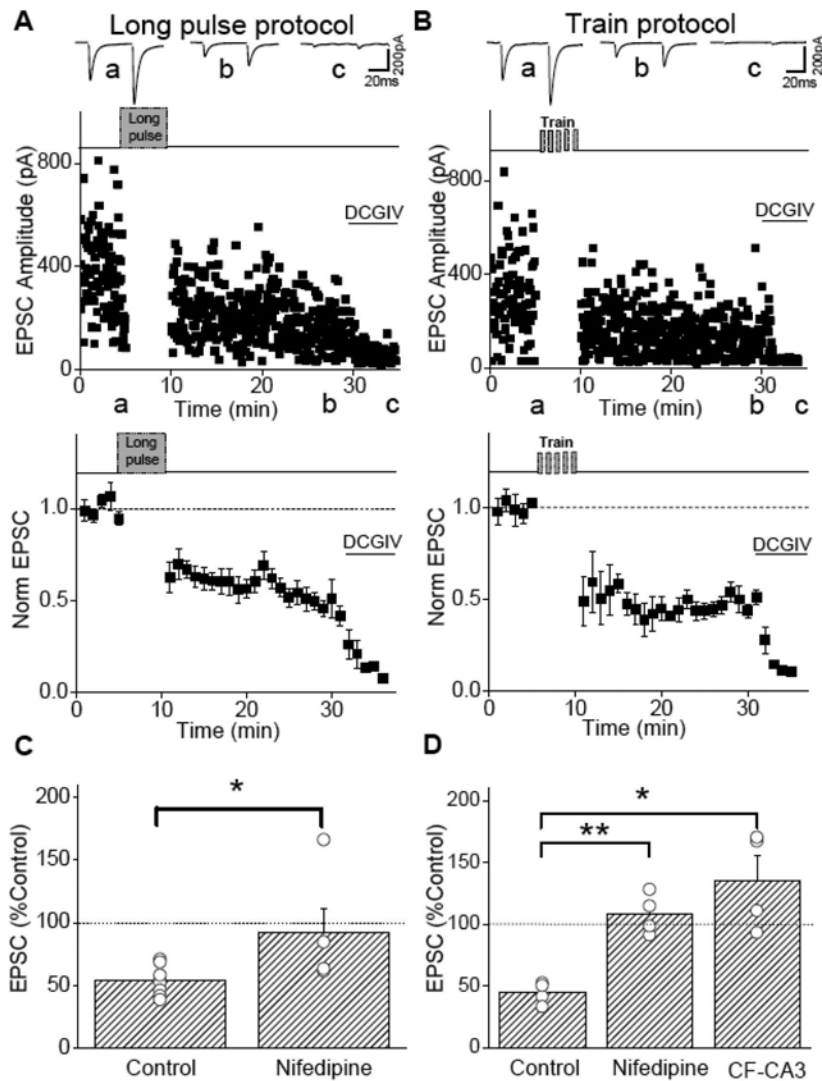 A
Long pulse protocol
a
b
c
200pA
20ms
Long
pulse
800
400
0
EPSC Amplitude (pA)
DCGIV
0
10
20
30
Time (min)
a
b
c
Long
pulse
1.0
0.5
0.0
Norm EPSC
DCGIV
0
10
20
30
Time (min)
B
Train protocol
a
b
c
200pA
20ms
Train
800
400
0
EPSC Amplitude (pA)
DCGIV
0
10
20
30
Time (min)
a
b
c
Train
1.0
0.5
0.0
Norm EPSC
DCGIV
0
10
20
30
Time (min)
C
200
150
100
50
0
EPSC (%Control)
*
Control
Nifedipine
D
200
150
100
50
0
EPSC (%Control)
*
**
Control
Nifedipine
CF-CA3